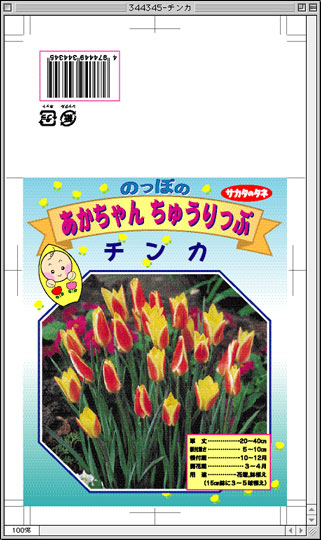 344345-チンカ
4 974449 344345
のっぽの
サカタのタネ
あかちゃん ちゅうりっぷ
チンカ
草 丈 20~40cm
5~10cm
植付期 10~12月
開花期 3~4月
用 途 花壇、鉢植え
(15cm鉢に3~5球植え)
100%